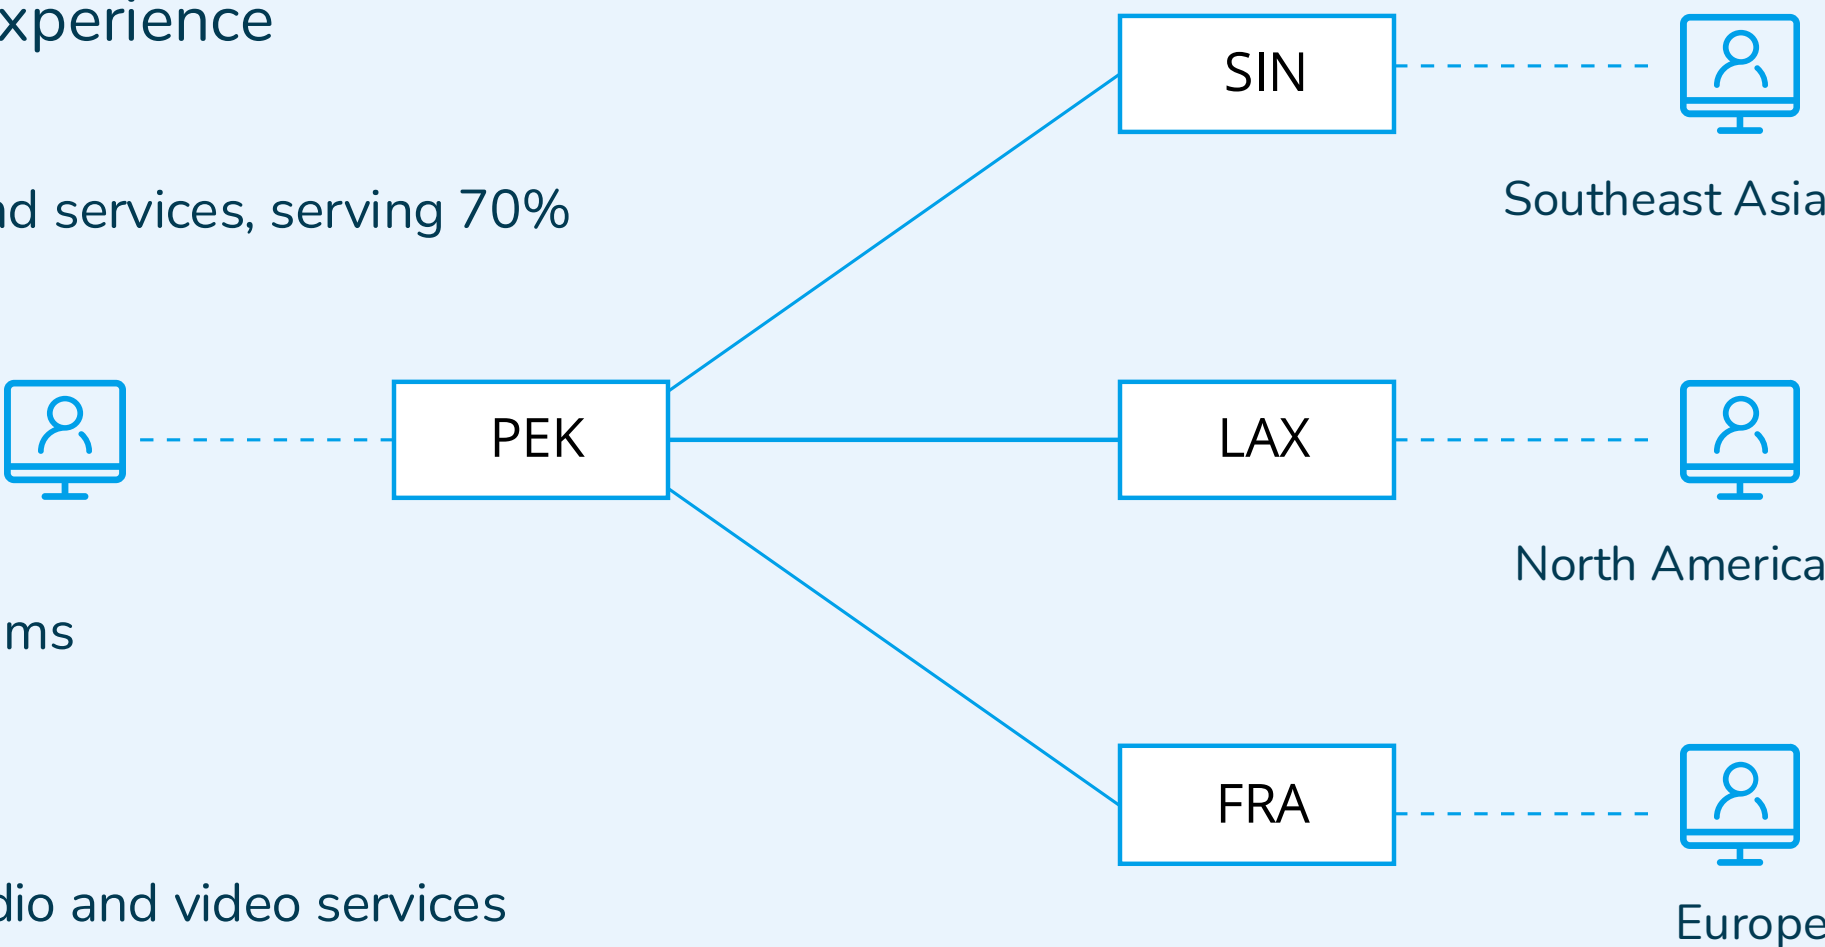 xperience
nd services, serving 70%
ms
dio and video services
PEK
SIN
Southeast Asia
LAX
North America
FRA
Europe